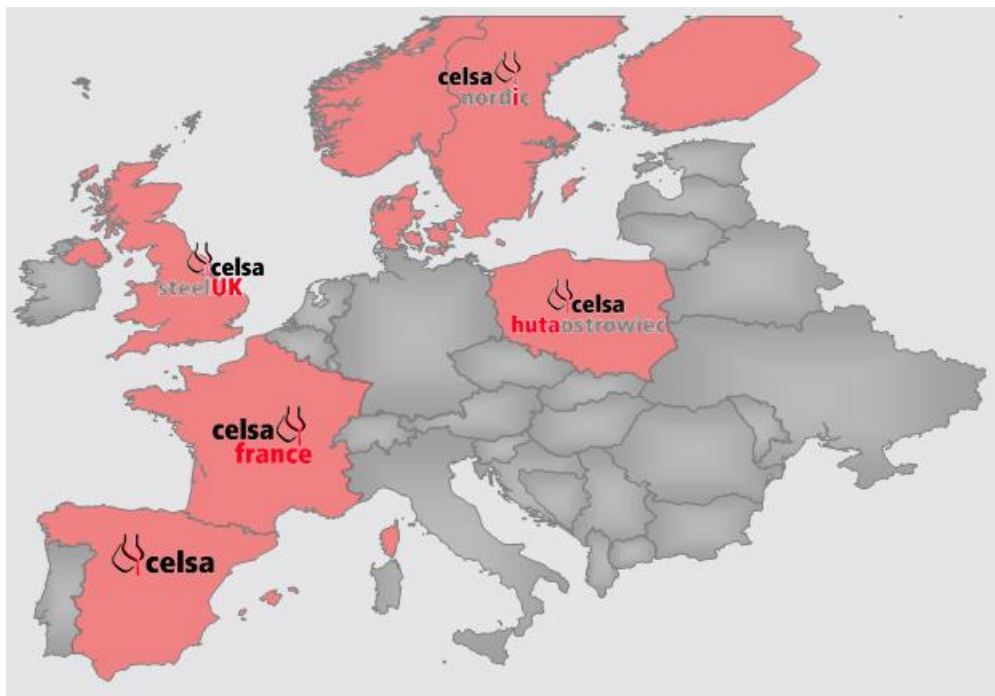 celsa
nordic
celsa
steelUK
celsa
hutaostrowiec
celsa
france
celsa